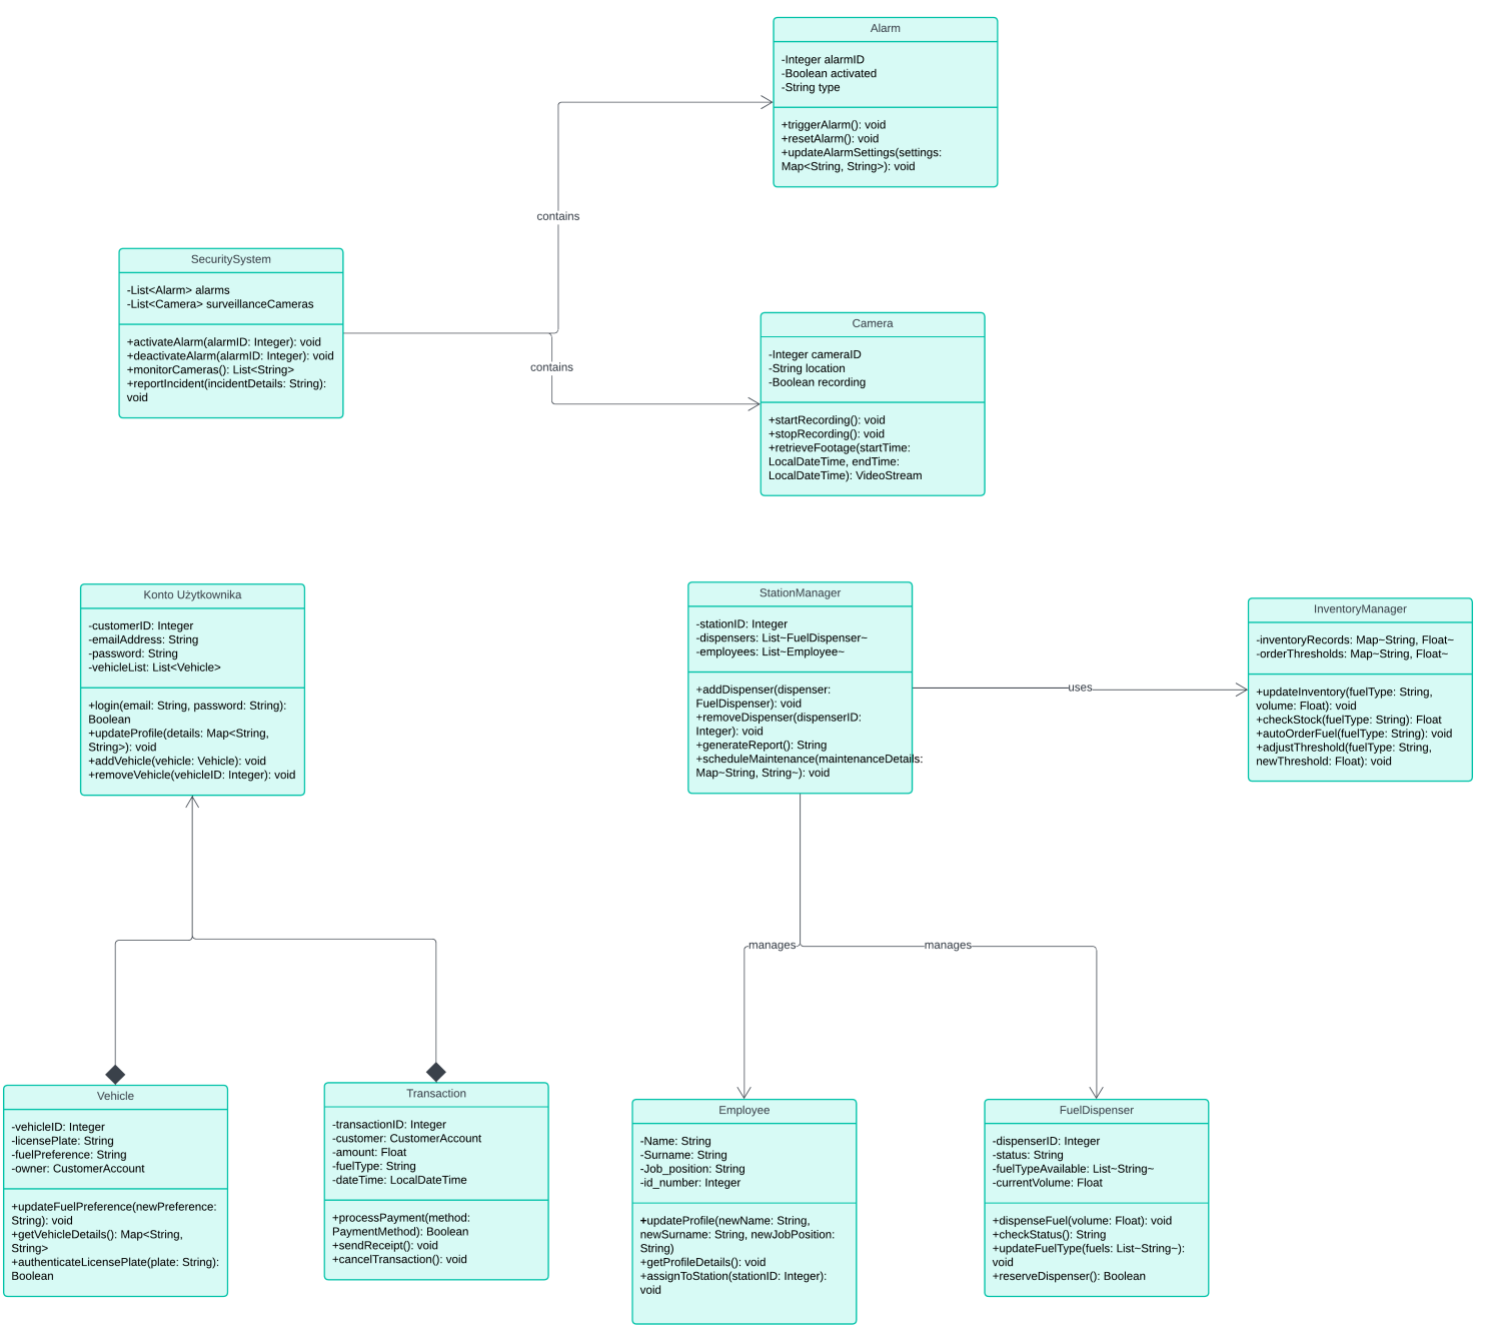 Alarm
-Integer alarmID
-Boolean activated
-String type
+triggerAlarm(): void
+resetAlarm(): void
+updateAlarmSettings(settings:
Map<String, String>): void
contains
SecuritySystem
-List<Alarm> alarms
-List<Camera> surveillanceCameras
+activateAlarm(alarmID: Integer): void
+deactivateAlarm(alarmID: Integer): void
+monitorCameras(): List<String>
+reportIncident(incidentDetails: String):
void
contains
Camera
-Integer cameraID
-String location
-Boolean recording
+startRecording(): void
+stopRecording(): void
+retrieveFootage(startTime:
LocalDateTime, endTime:
LocalDateTime): VideoStream
Konto Użytkownika
-customerID: Integer
-emailAddress: String
-password: String
-vehicleList: List<Vehicle>
+login(email: String, password: String):
Boolean
+updateProfile(details: Map<String,
String>): void
+addVehicle(vehicle: Vehicle): void
+removeVehicle(vehicleID: Integer): void
StationManager
-stationID: Integer
-dispensers: List~FuelDispenser~
-employees: List~Employee~
+addDispenser(dispenser:
FuelDispenser): void
+removeDispenser(dispenserID:
Integer): void
+generateReport(): String
+scheduleMaintenance(maintenanceDetails:
Map~String, String~): void
uses
InventoryManager
-inventoryRecords: Map~String, Float~
-orderThresholds: Map~String, Float~
+updateInventory(fuelType: String,
volume: Float): void
+checkStock(fuelType: String): Float
+autoOrderFuel(fuelType: String): void
+adjustThreshold(fuelType: String,
newThreshold: Float): void
manages
manages
Vehicle
-vehicleID: Integer
-licensePlate: String
-fuelPreference: String
-owner: CustomerAccount
+updateFuelPreference(newPreference:
String): void
+getVehicleDetails(): Map<String,
String>
+authenticateLicensePlate(plate: String):
Boolean
Transaction
-transactionID: Integer
-customer: CustomerAccount
-amount: Float
-fuelType: String
-dateTime: LocalDateTime
+processPayment(method:
PaymentMethod): Boolean
+sendReceipt(): void
+cancelTransaction(): void
Employee
-Name: String
-Surname: String
-Job_position: String
-id_number: Integer
+updateProfile(newName: String,
newSurname: String, newJobPosition:
String)
+getProfileDetails(): void
+assignToStation(stationID: Integer):
void
FuelDispenser
-dispenserID: Integer
-status: String
-fuelTypeAvailable: List~String~
-currentVolume: Float
+dispenseFuel(volume: Float): void
+checkStatus(): String
+updateFuelType(fuels: List~String~):
void
+reserveDispenser(): Boolean